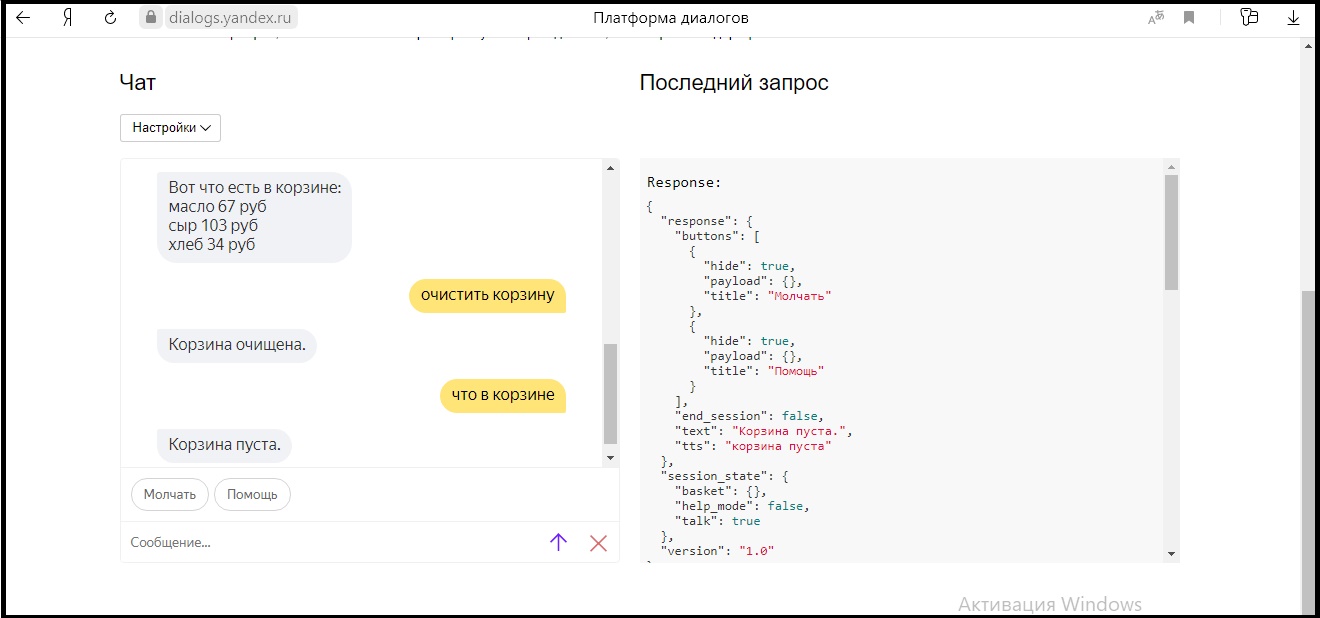 Я dialogs.yandex.ru Платформа диалогов
Чат
Настройки
Вот что есть в корзине:
масло 67 руб
сыр 103 руб
хлеб 34 руб
очистить корзину
Корзина очищена.
что в корзине
Корзина пуста.
Молчать Помощь
Сообщение...
Последний запрос
Response:
{
"response": {
"buttons": [
{
"hide": true,
"payload": {},
"title": "Молчать"
},
{
"hide": true,
"payload": {},
"title": "Помощь"
}
],
"end_session": false,
"text": "Корзина пуста.",
"tts": "корзина пуста"
},
"session_state": {
"basket": {},
"help_mode": false,
"talk": true
},
"version": "1.0"
Активация Windows